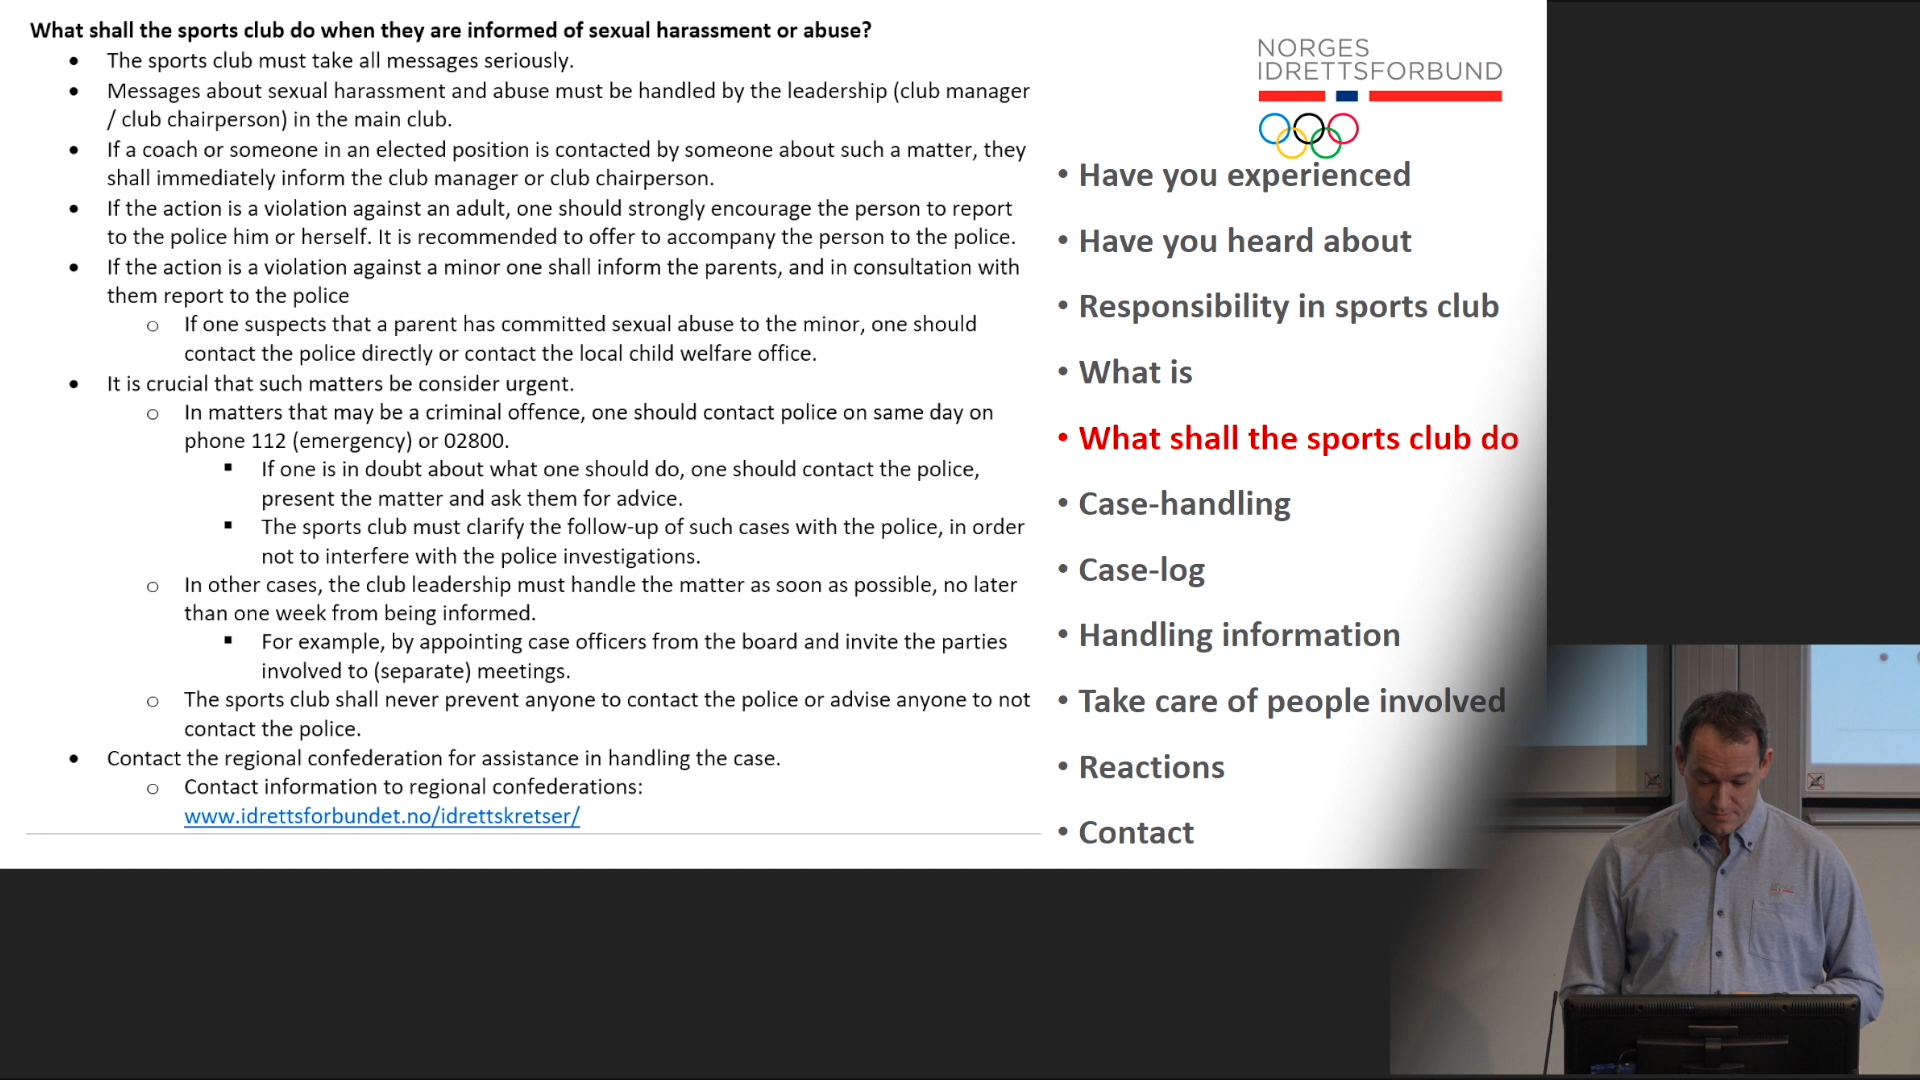 What shall the sports club do when they are informed of sexual harassment or abuse?
• The sports club must take all messages seriously.
• Messages about sexual harassment and abuse must be handled by the leadership (club manager
/ club chairperson) in the main club.
• If a coach or someone in an elected position is contacted by someone about such a matter, they
shall immediately inform the club manager or club chairperson.
• If the action is a violation against an adult, one should strongly encourage the person to report
to the police him or herself. It is recommended to offer to accompany the person to the police.
• If the action is a violation against a minor one shall inform the parents, and in consultation with
them report to the police
o If one suspects that a parent has committed sexual abuse to the minor, one should
contact the police directly or contact the local child welfare office.
• It is crucial that such matters be consider urgent.
o In matters that may be a criminal offence, one should contact police on same day on
phone 112 (emergency) or 02800.
▪ If one is in doubt about what one should do, one should contact the police,
present the matter and ask them for advice.
▪ The sports club must clarify the follow-up of such cases with the police, in order
not to interfere with the police investigations.
o In other cases, the club leadership must handle the matter as soon as possible, no later
than one week from being informed.
▪ For example, by appointing case officers from the board and invite the parties
involved to (separate) meetings.
o The sports club shall never prevent anyone to contact the police or advise anyone to not
contact the police.
• Contact the regional confederation for assistance in handling the case.
o Contact information to regional confederations:
www.idrettsforbundet.no/idrettskretser/
NORGES
IDRETTSFORBUND
• Have you experienced
• Have you heard about
• Responsibility in sports club
• What is
• What shall the sports club do
• Case-handling
• Case-log
• Handling information
• Take care of people involved
• Reactions
• Contact